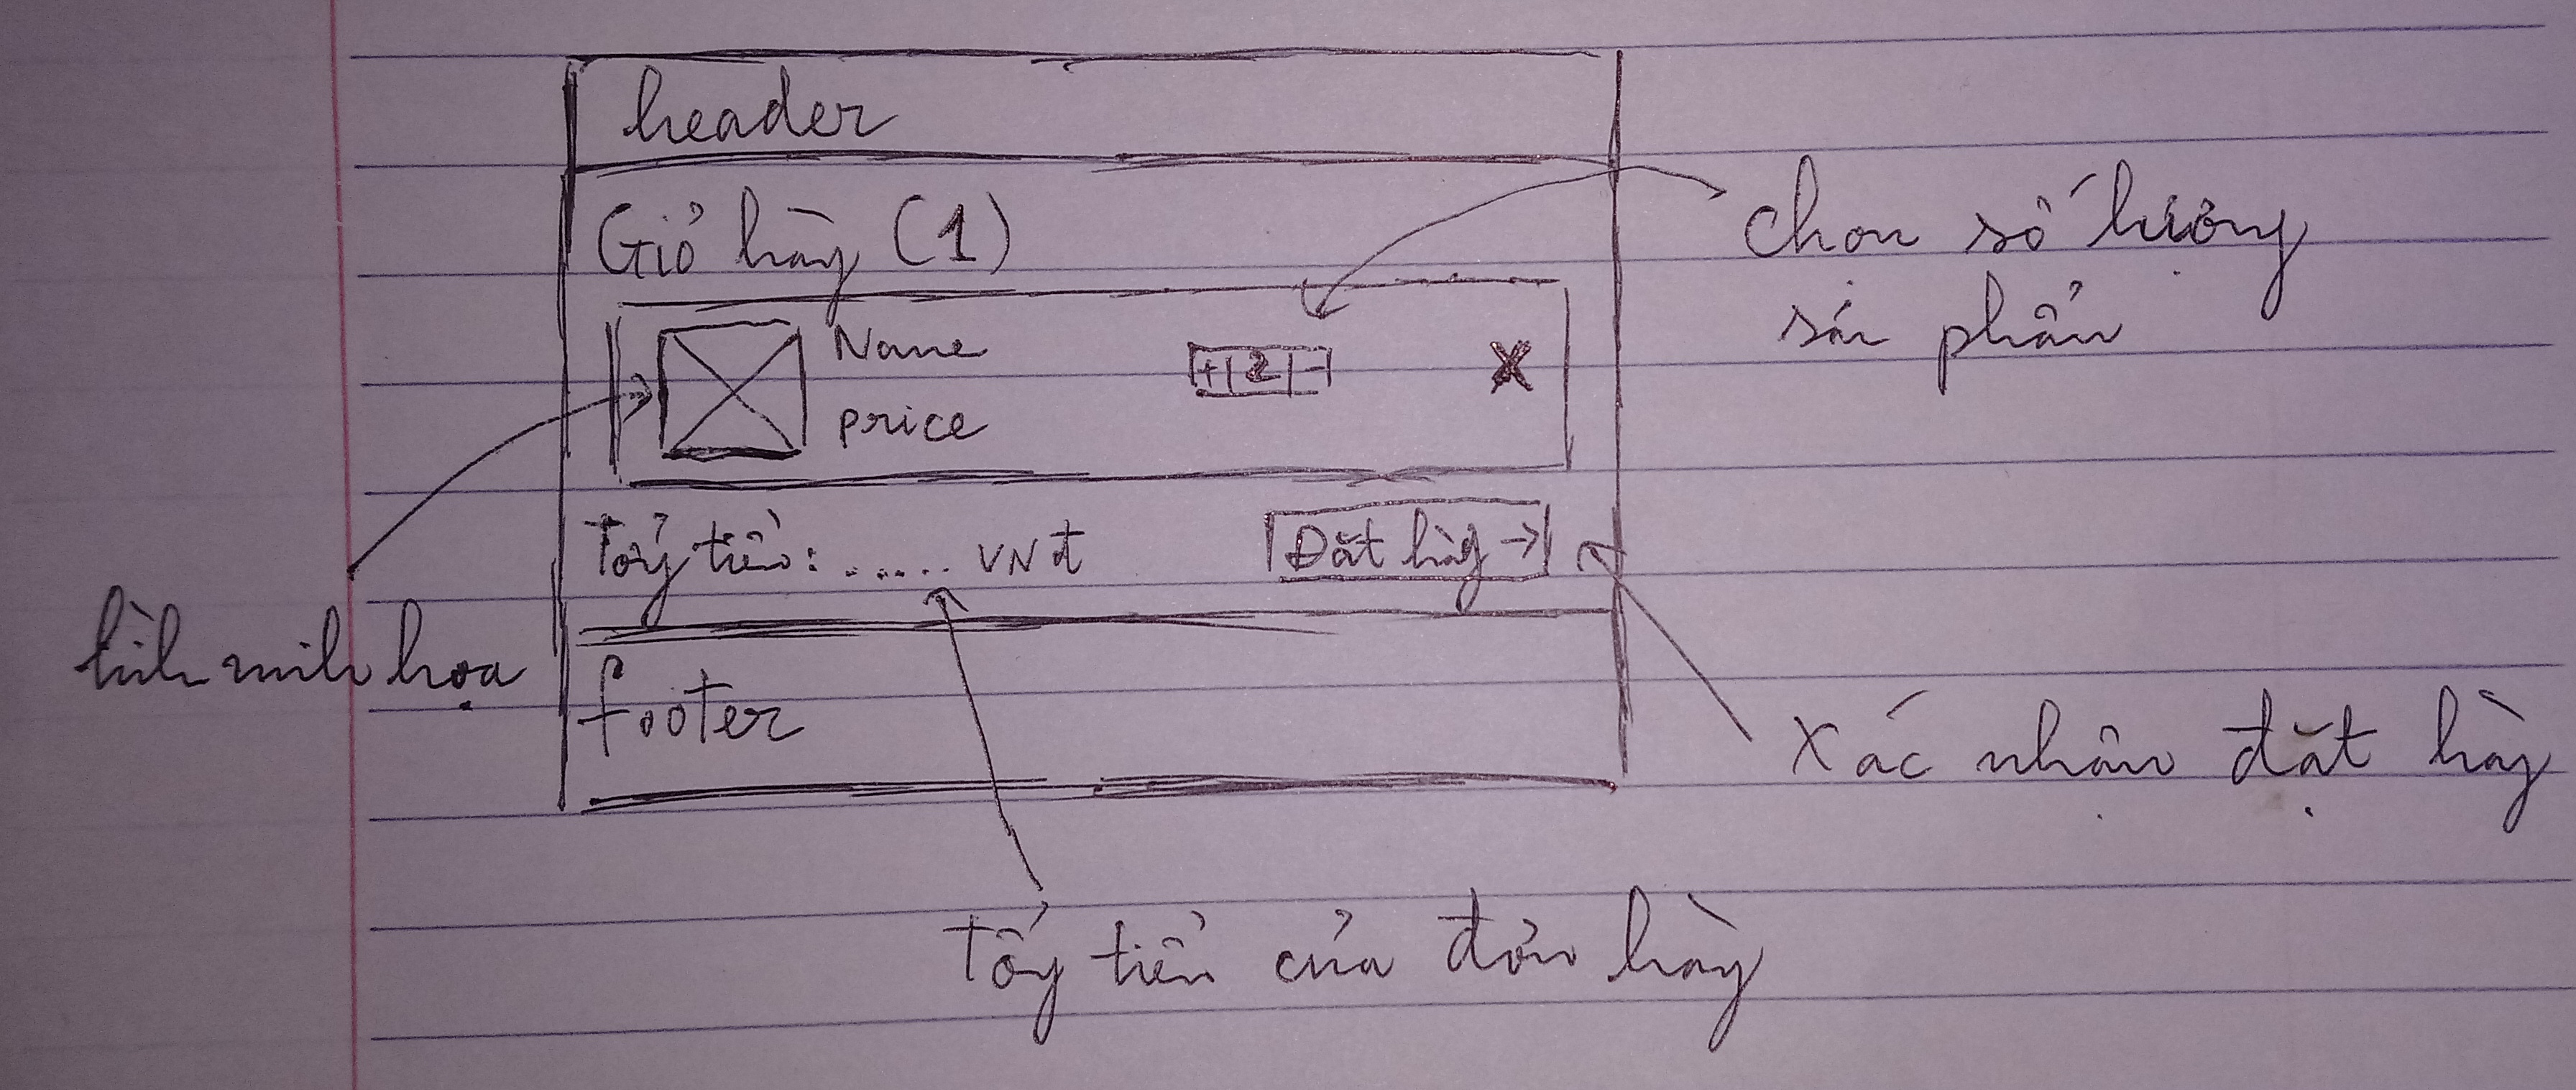 header
Giỏ hàng (1)
chọn số lượng
sản phẩm
Name
+ 2 - X
price
Tổng tiền: ...... VNđ
Đặt hàng →
hình minh họa
footer
Xác nhận đặt hàng
Tổng tiền của đơn hàng